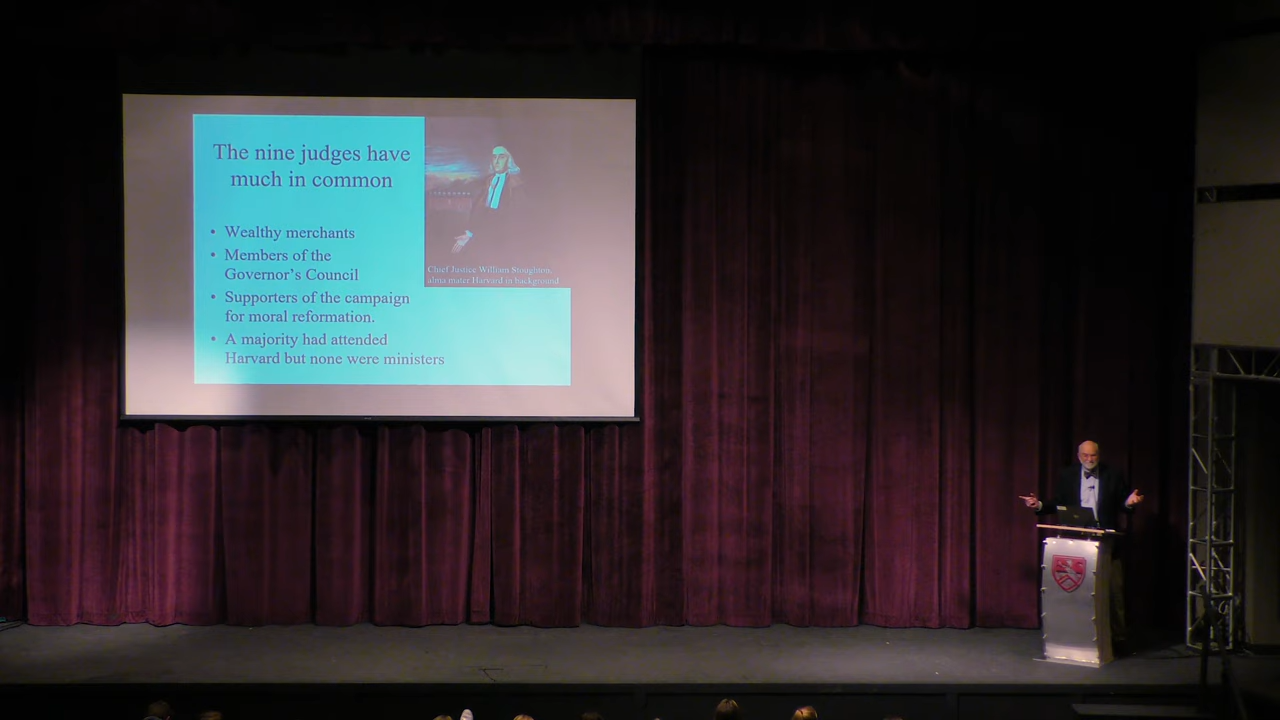 The nine judges have
much in common
• Wealthy merchants
• Members of the
Governor's Council
• Supporters of the campaign
for moral reformation.
• A majority had attended
Harvard but none were ministers
Chief Justice William Stoughton,
alma mater Harvard in background